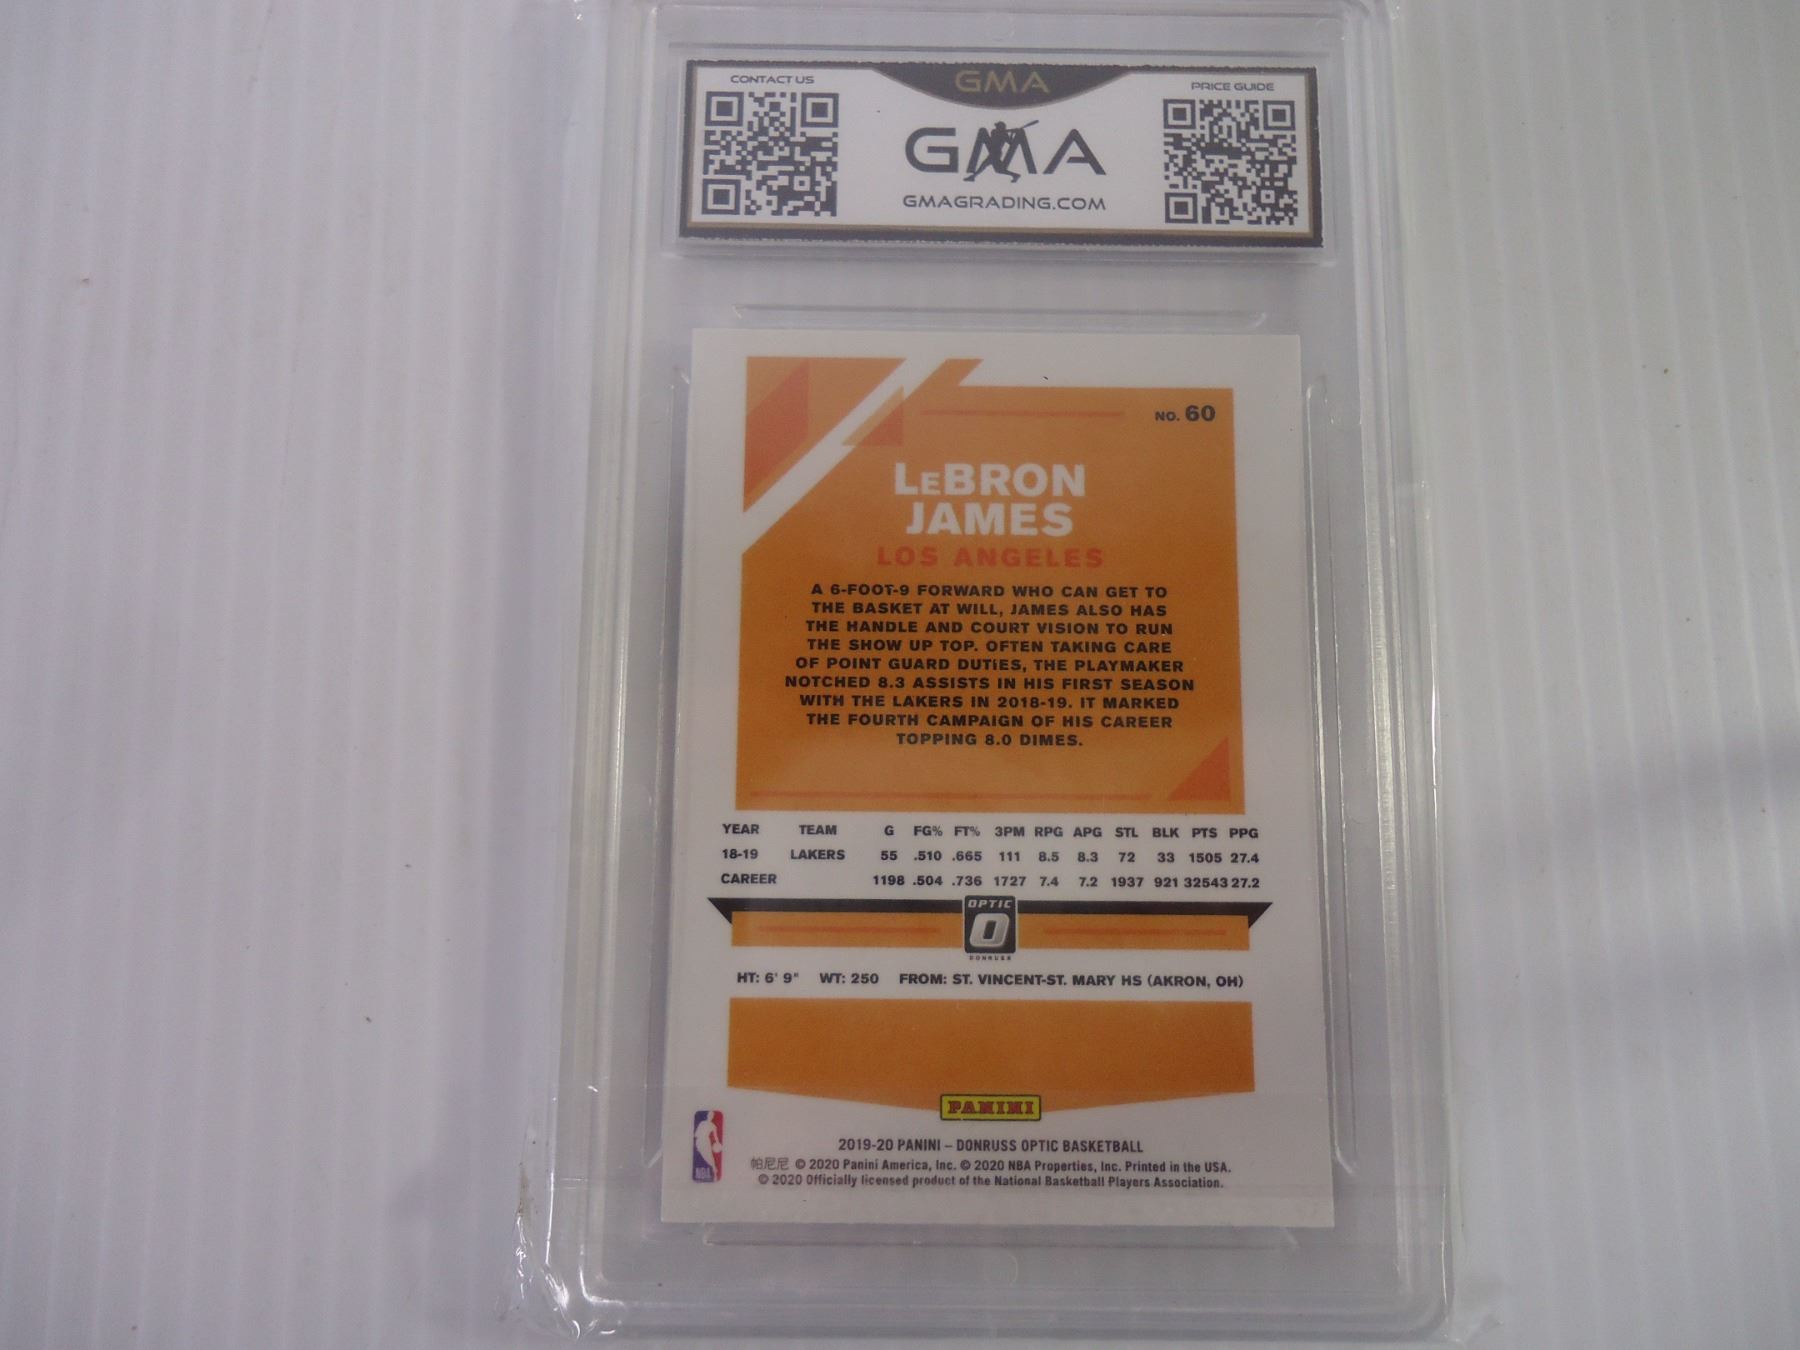 CONTACT US
GMA
PRICE GUIDE
GMA
GMAGRADING.COM
NO. 60
LeBRON
JAMES
LOS ANGELES
A 6-FOOT-9 FORWARD WHO CAN GET TO
THE BASKET AT WILL, JAMES ALSO HAS
THE HANDLE AND COURT VISION TO RUN
THE SHOW UP TOP. OFTEN TAKING CARE
OF POINT GUARD DUTIES, THE PLAYMAKER
NOTCHED 8.3 ASSISTS IN HIS FIRST SEASON
WITH THE LAKERS IN 2018-19. IT MARKED
THE FOURTH CAMPAIGN OF HIS CAREER
TOPPING 8.0 DIMES.
YEAR TEAM G FG% FT% 3PM RPG APG STL BLK PTS PPG
18-19 LAKERS 55 .510 .665 111 8.5 8.3 72 33 1505 27.4
CAREER 1198 .504 .736 1727 7.4 7.2 1937 921 32543 27.2
OPTIC
O
DONRUSS
HT: 6' 9" WT: 250 FROM: ST. VINCENT-ST. MARY HS (AKRON, OH)
PANINI
NBA
2019-20 PANINI – DONRUSS OPTIC BASKETBALL
帕尼尼 © 2020 Panini America, Inc. © 2020 NBA Properties, Inc. Printed in the USA.
© 2020 Officially licensed product of the National Basketball Players Association.